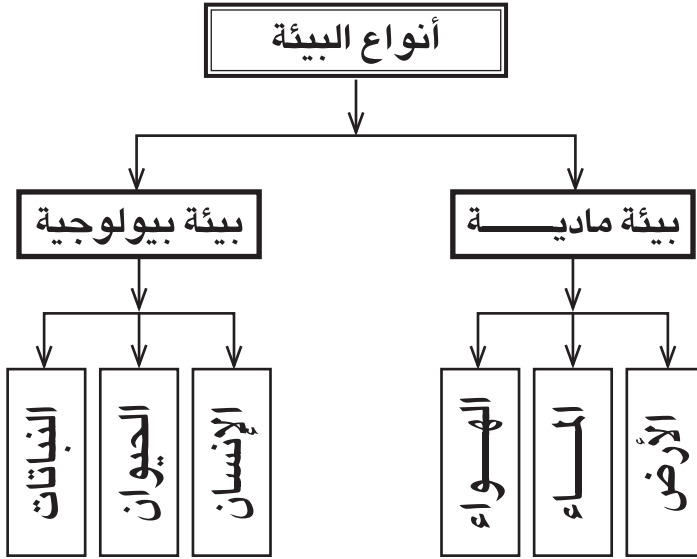 أنواع البيئة
بيئة مادية
بيئة بيولوجية
الأرض
الماء
الهواء
الإنسان
الحيوان
النباتات